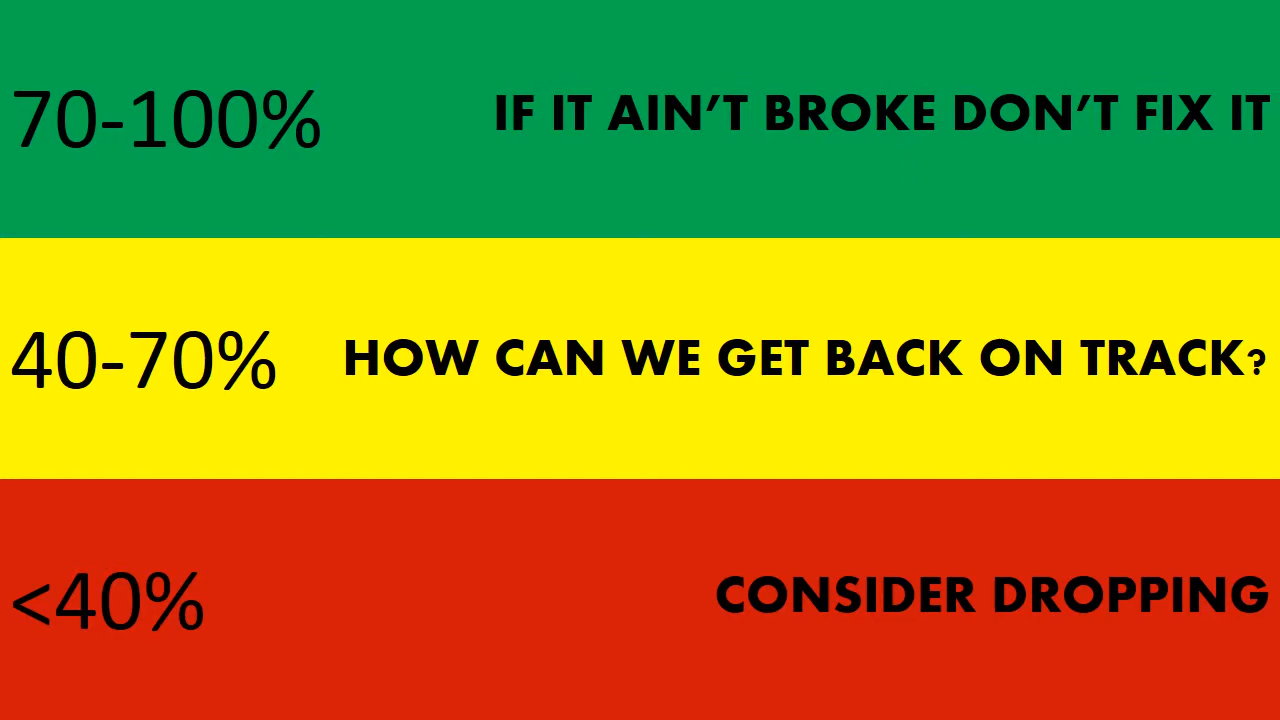 70-100% IF IT AIN’T BROKE DON’T FIX IT
40-70% HOW CAN WE GET BACK ON TRACK?
<40% CONSIDER DROPPING